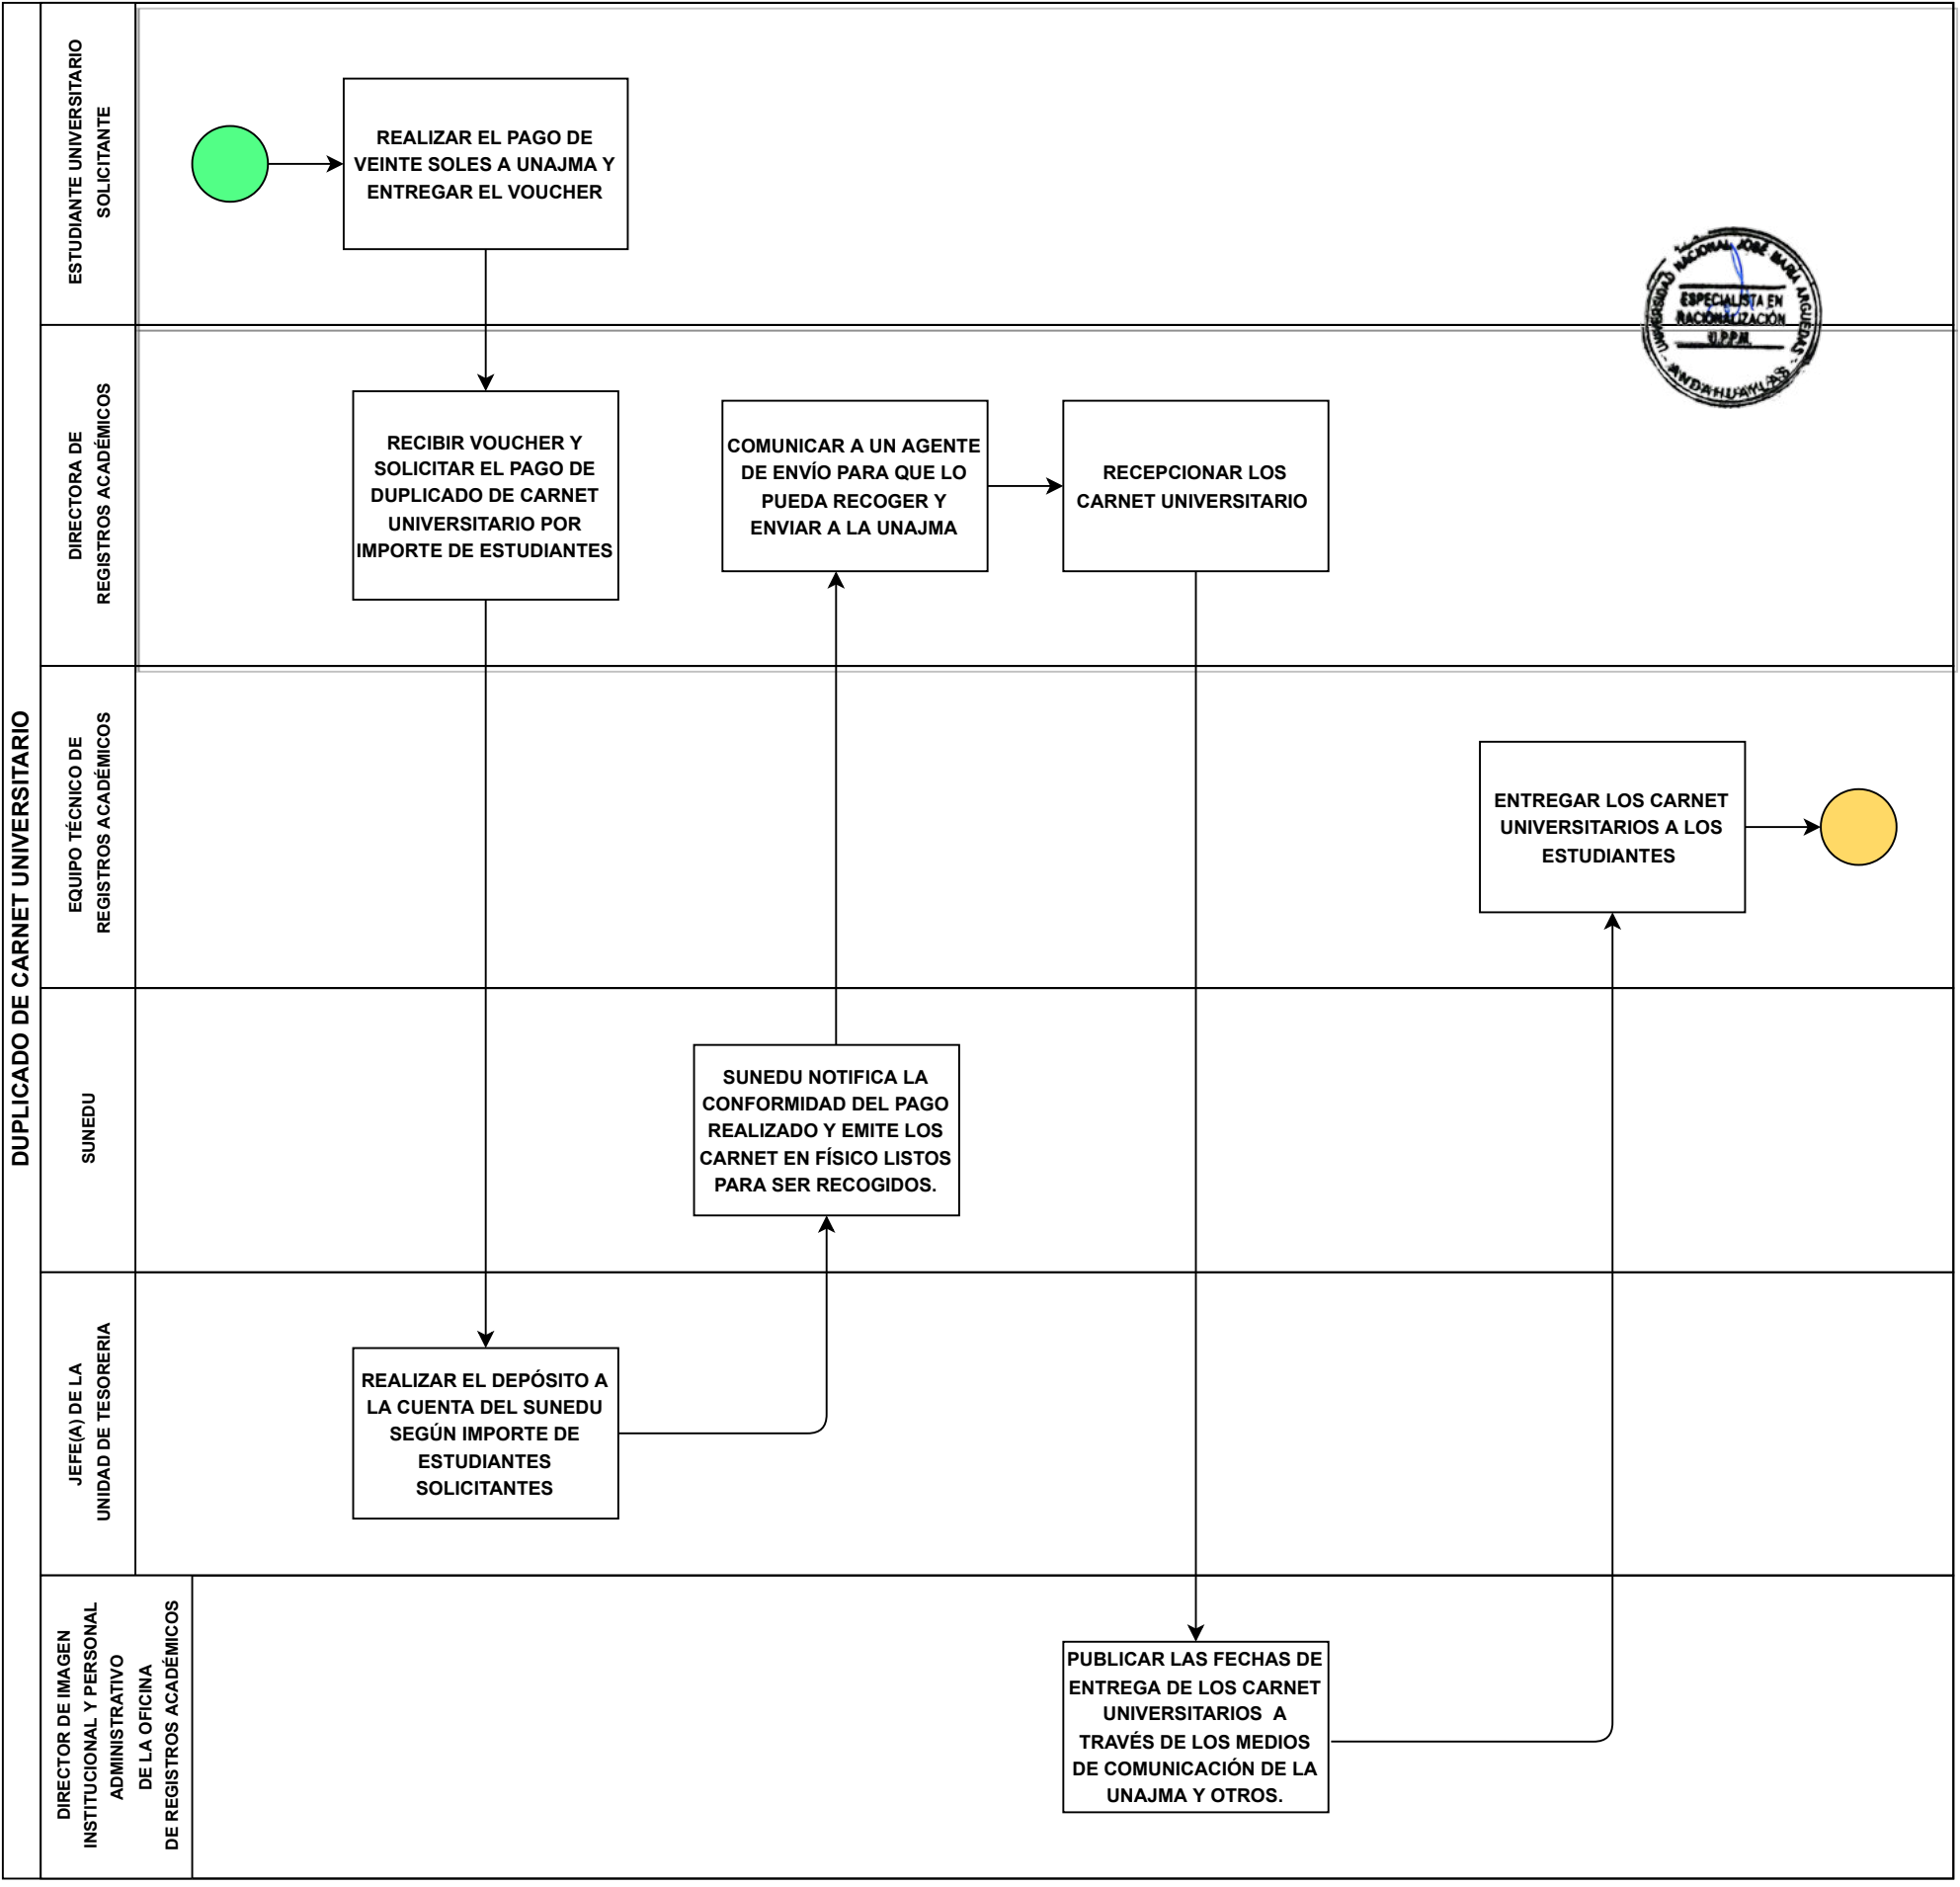 DUPLICADO DE CARNET UNIVERSITARIO
ESTUDIANTE UNIVERSITARIO
SOLICITANTE
REALIZAR EL PAGO DE
VEINTE SOLES A UNAJMA Y
ENTREGAR EL VOUCHER
UNIVERSIDAD NACIONAL JOSÉ MARÍA ARGUEDAS
ESPECIALISTA EN
RACIONALIZACIÓN
U.P.P.M.
- ANDAHUAYLAS -
DIRECTORA DE
REGISTROS ACADÉMICOS
RECIBIR VOUCHER Y
SOLICITAR EL PAGO DE
DUPLICADO DE CARNET
UNIVERSITARIO POR
IMPORTE DE ESTUDIANTES
COMUNICAR A UN AGENTE
DE ENVÍO PARA QUE LO
PUEDA RECOGER Y
ENVIAR A LA UNAJMA
RECEPCIONAR LOS
CARNET UNIVERSITARIO
EQUIPO TÉCNICO DE
REGISTROS ACADÉMICOS
ENTREGAR LOS CARNET
UNIVERSITARIOS A LOS
ESTUDIANTES
SUNEDU
SUNEDU NOTIFICA LA
CONFORMIDAD DEL PAGO
REALIZADO Y EMITE LOS
CARNET EN FÍSICO LISTOS
PARA SER RECOGIDOS.
JEFE(A) DE LA
UNIDAD DE TESORERIA
REALIZAR EL DEPÓSITO A
LA CUENTA DEL SUNEDU
SEGÚN IMPORTE DE
ESTUDIANTES
SOLICITANTES
DIRECTOR DE IMAGEN
INSTITUCIONAL Y PERSONAL
ADMINISTRATIVO
DE LA OFICINA
DE REGISTROS ACADÉMICOS
PUBLICAR LAS FECHAS DE
ENTREGA DE LOS CARNET
UNIVERSITARIOS A
TRAVÉS DE LOS MEDIOS
DE COMUNICACIÓN DE LA
UNAJMA Y OTROS.